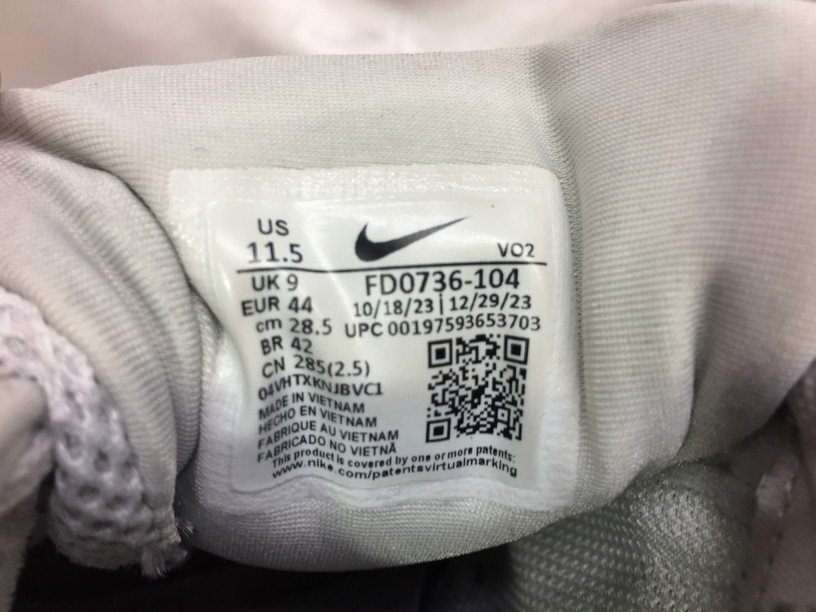 US
11.5
VO2
UK 9
FD0736-104
EUR 44
10/18/23 | 12/29/23
cm 28.5
UPC 00197593653703
BR 42
CN 285(2.5)
04VHTXKNJBVC1
MADE IN VIETNAM
HECHO EN VIETNAM
FABRIQUE AU VIETNAM
FABRICADO NO VIETNÃ
This product is covered by one or more patents:
www.nike.com/patentsvirtualmarking